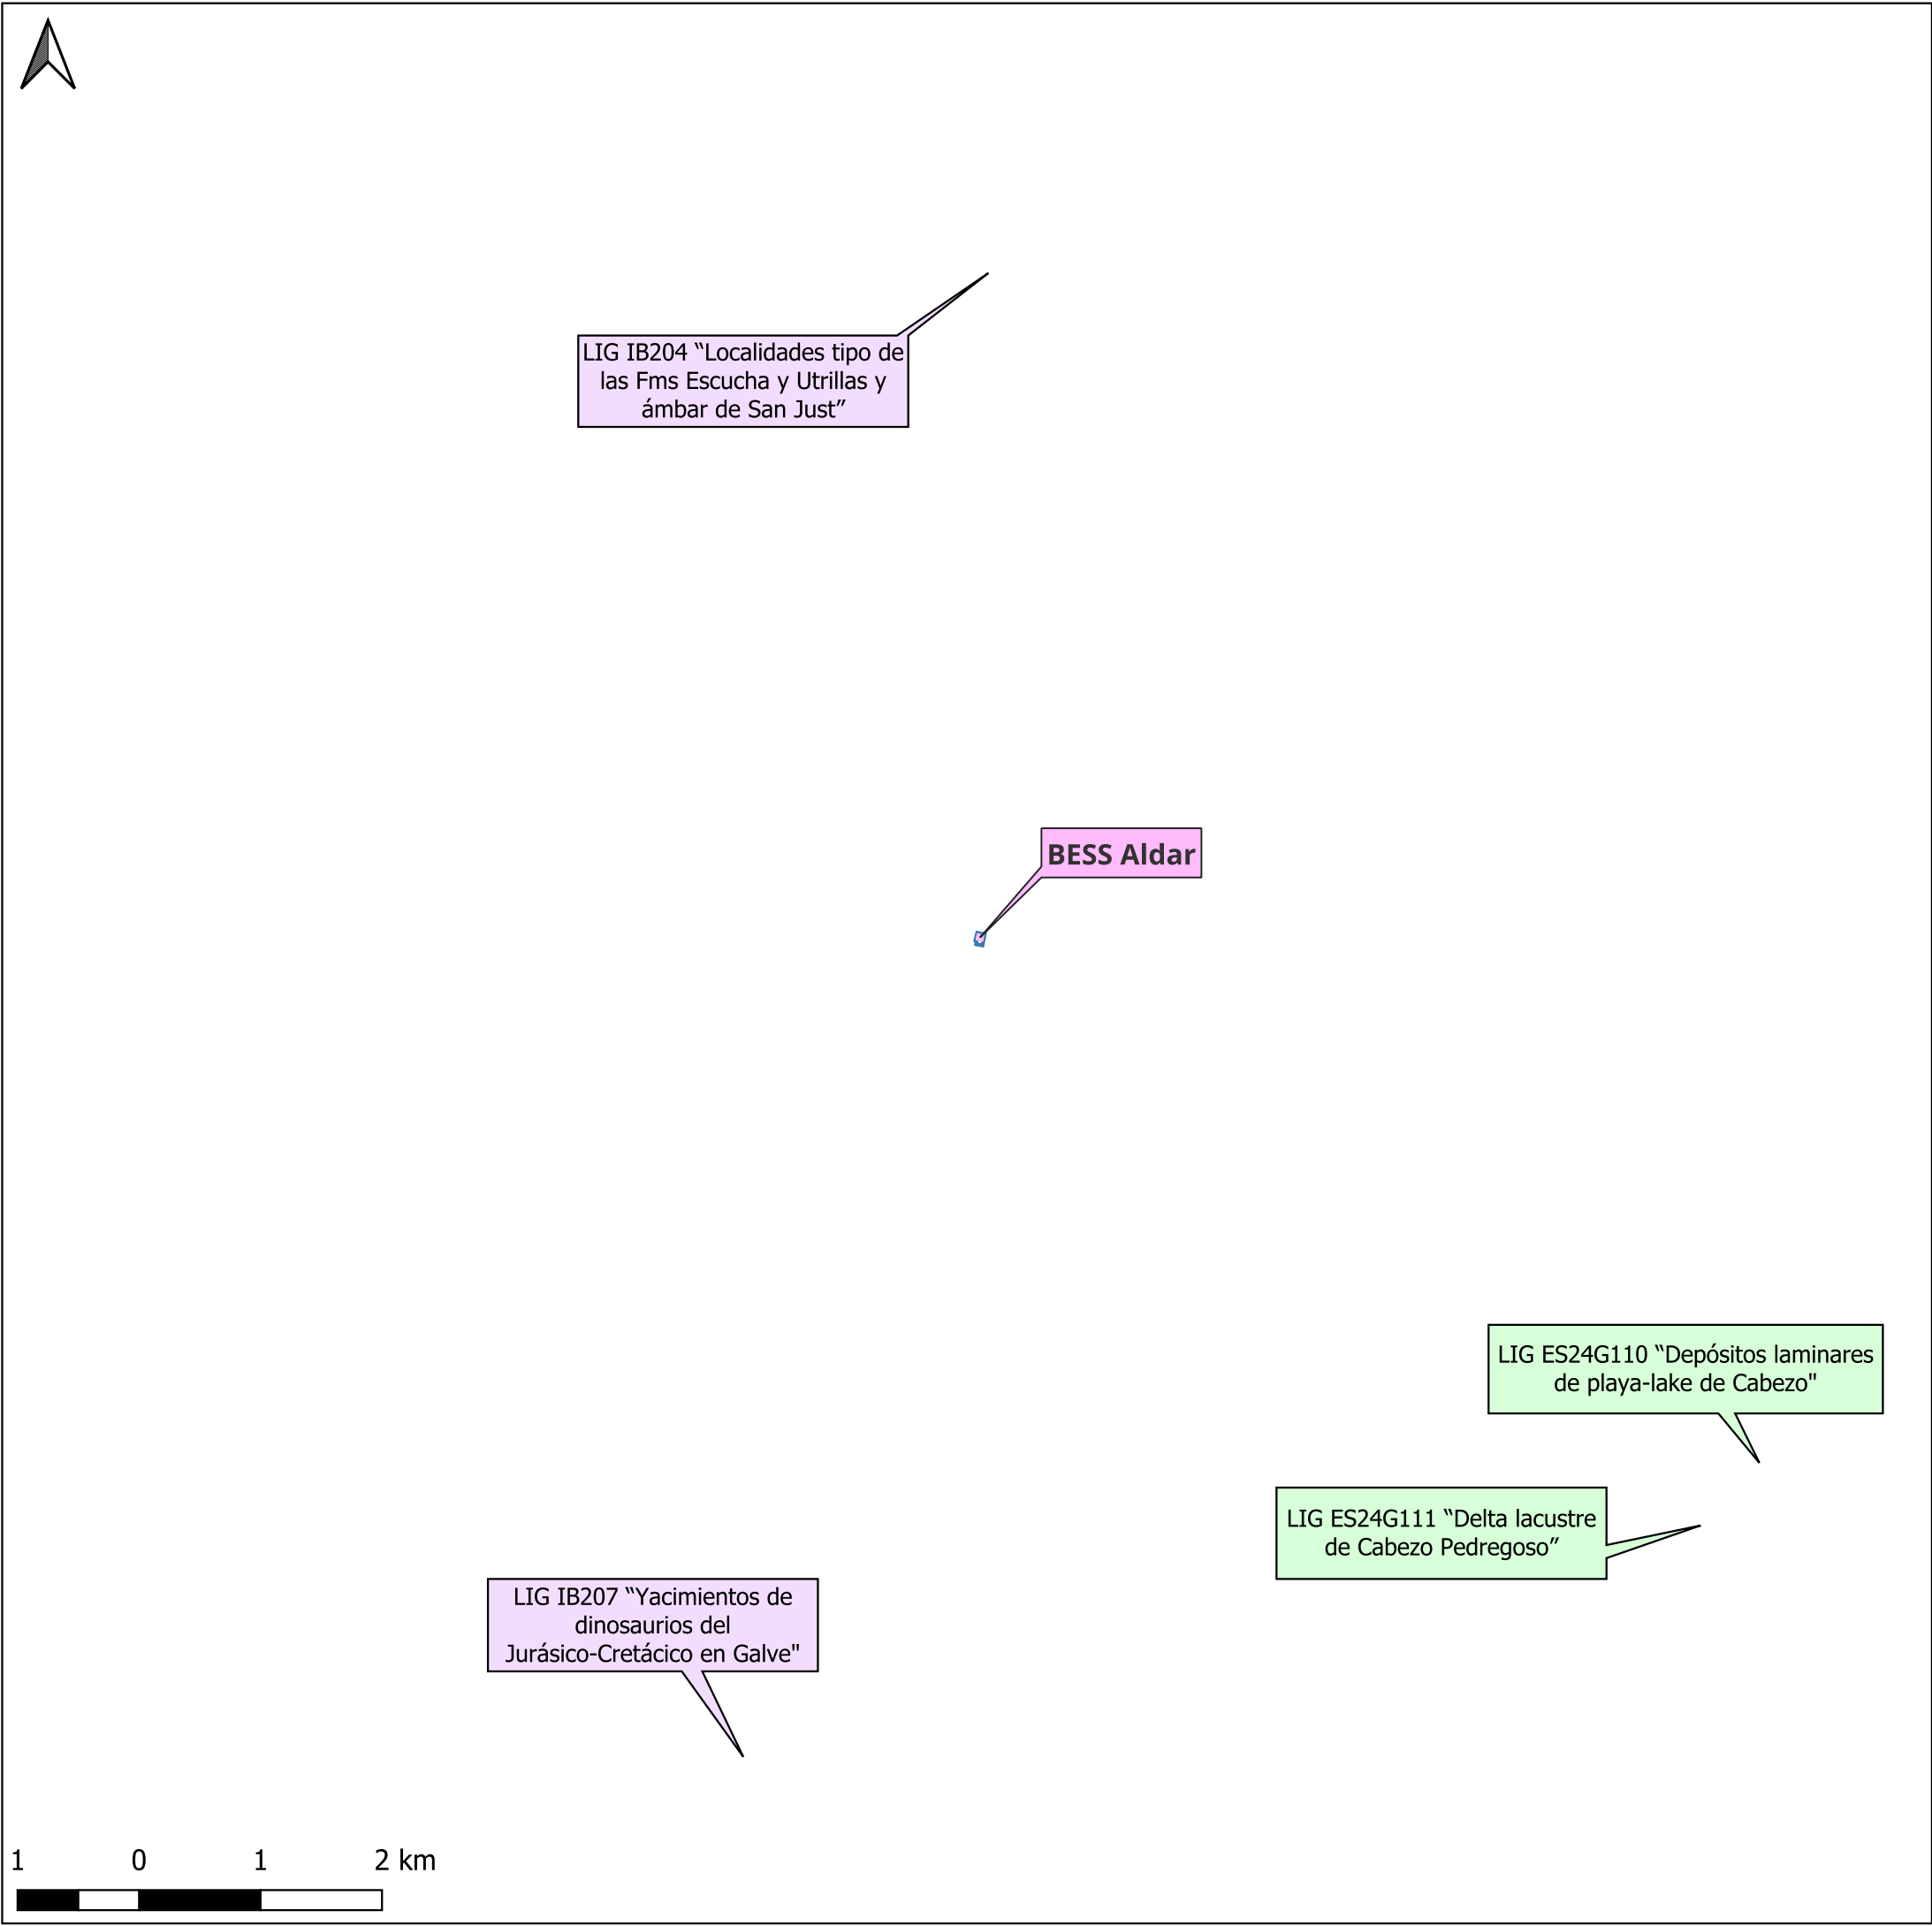 LIG IB204 “Localidades tipo de
las Fms Escucha y Utrillas y
ámbar de San Just”
BESS Aldar
LIG ES24G110 “Depósitos laminares
de playa-lake de Cabezo"
LIG ES24G111 “Delta lacustre
de Cabezo Pedregoso”
LIG IB207 “Yacimientos de
dinosaurios del
Jurásico-Cretácico en Galve"
1 0 1 2 km